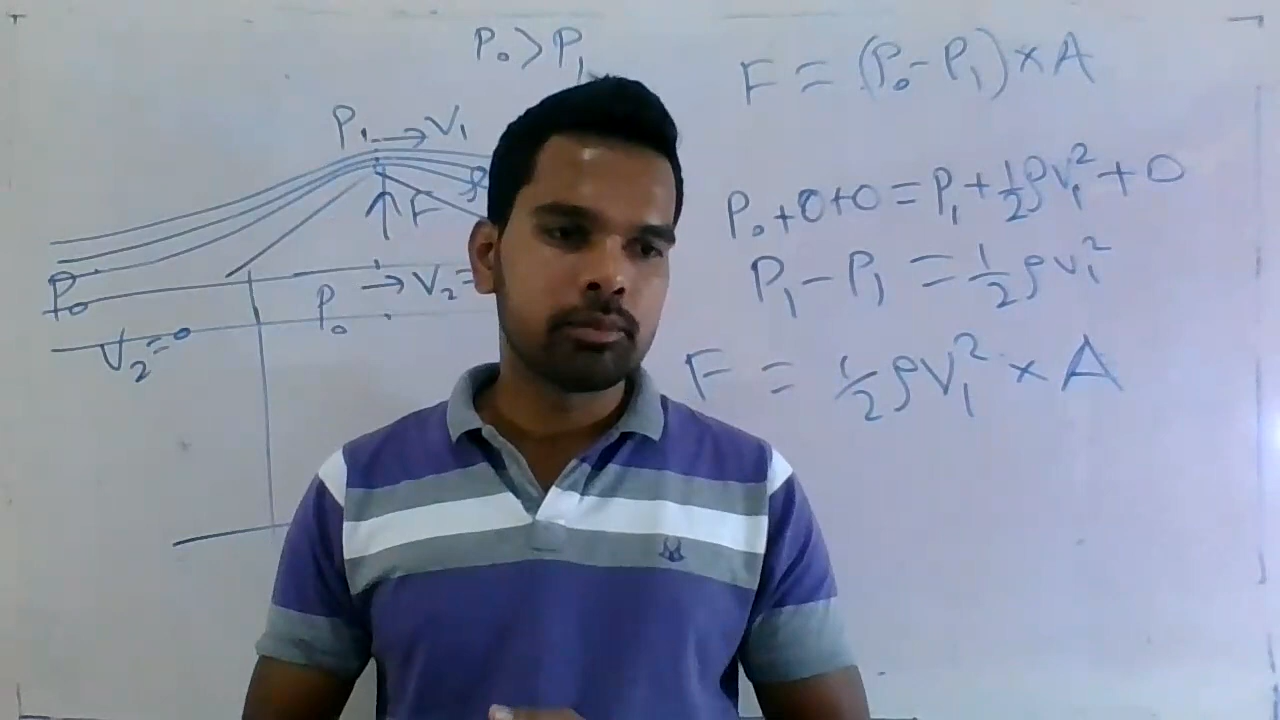 P₀ > P₁
P₁ → V₁
F
P₀
P₀ → V₂ =
V₂ = 0
F = (P₀ - P₁) × A
P₀ + 0 + 0 = P₁ + ½ρv₁² + 0
P₁ - P₁ = ½ρv₁²
F = ½ρV₁² × A